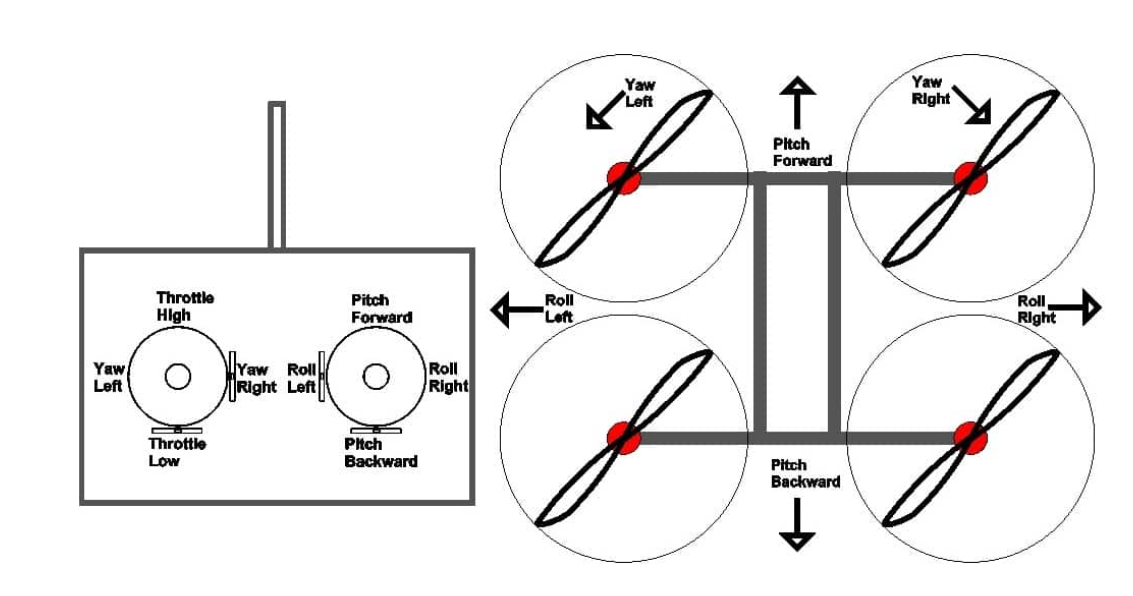 Throttle
High
Yaw
Left
Yaw
Right
Throttle
Low
Pitch
Forward
Roll
Left
Roll
Right
Pitch
Backward
Yaw
Left
Yaw
Right
Pitch
Forward
Roll
Left
Roll
Right
Pitch
Backward